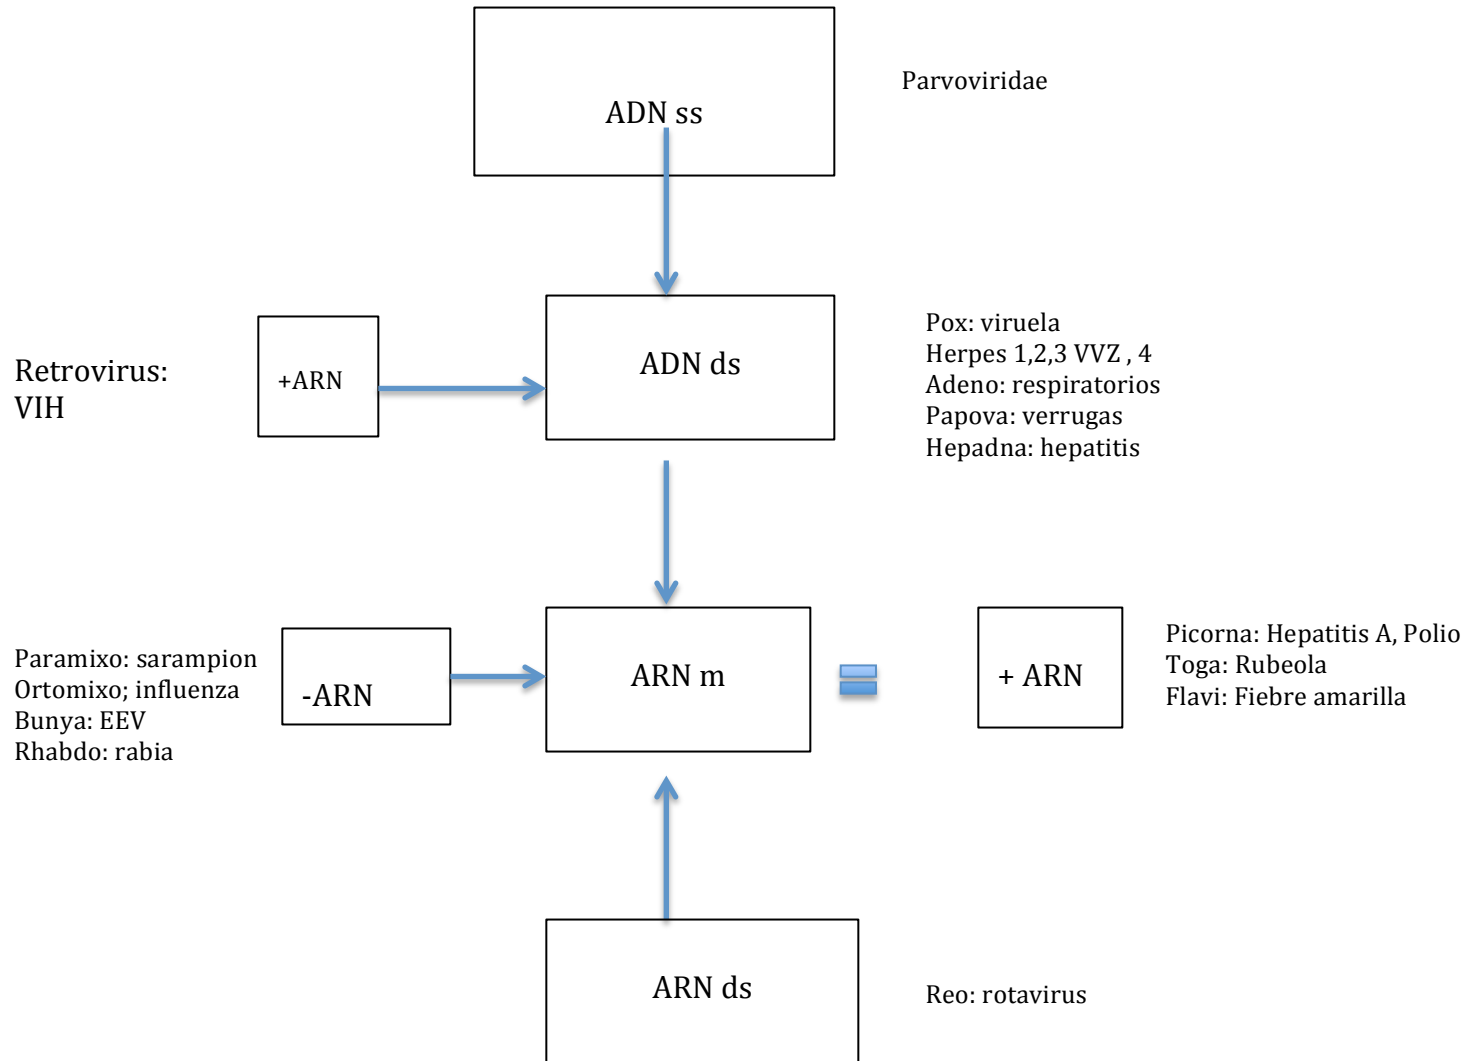 ADN ss
Parvoviridae
Retrovirus:
VIH
+ARN
ADN ds
Pox: viruela
Herpes 1,2,3 VVZ , 4
Adeno: respiratorios
Papova: verrugas
Hepadna: hepatitis
Paramixo: sarampion
Ortomixo; influenza
Bunya: EEV
Rhabdo: rabia
-ARN
ARN m
+ ARN
Picorna: Hepatitis A, Polio
Toga: Rubeola
Flavi: Fiebre amarilla
ARN ds
Reo: rotavirus